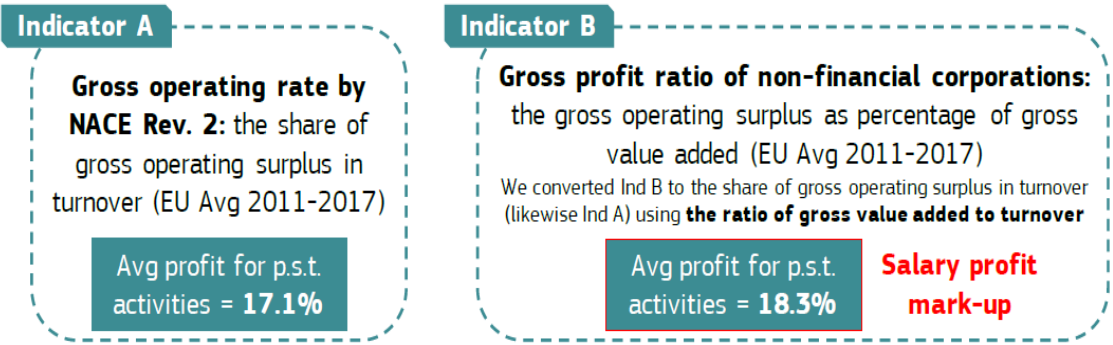 Indicator A
Gross operating rate by
NACE Rev. 2: the share of
gross operating surplus in
turnover (EU Avg 2011-2017)
Avg profit for p.s.t.
activities = 17.1%
Indicator B
Gross profit ratio of non-financial corporations:
the gross operating surplus as percentage of gross
value added (EU Avg 2011-2017)
We converted Ind B to the share of gross operating surplus in turnover
(likewise Ind A) using the ratio of gross value added to turnover
Avg profit for p.s.t.
activities = 18.3%
Salary profit
mark-up